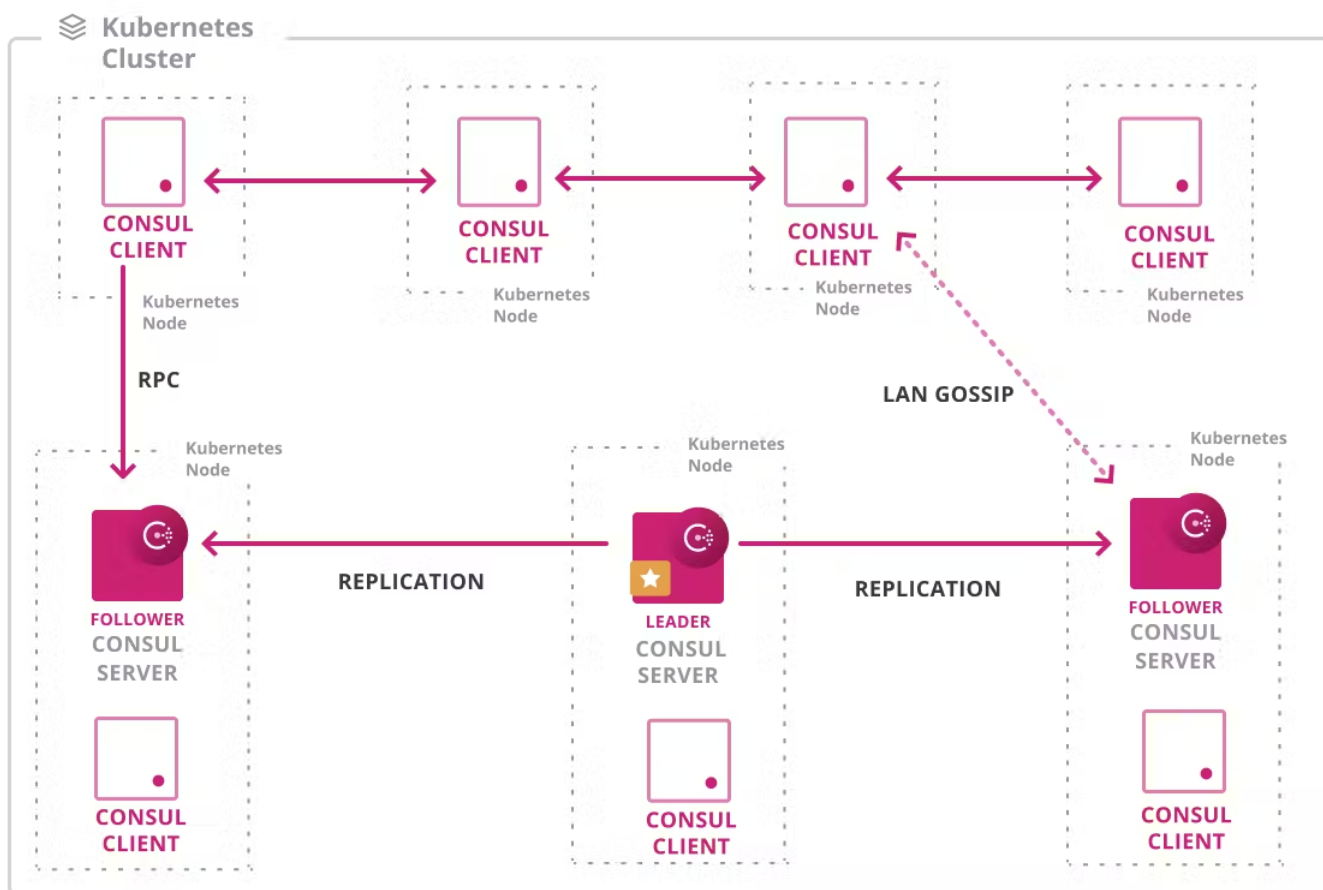 Kubernetes
Cluster
CONSUL
CLIENT
CONSUL
CLIENT
CONSUL
CLIENT
CONSUL
CLIENT
Kubernetes
Node
Kubernetes
Node
Kubernetes
Node
Kubernetes
Node
RPC
LAN GOSSIP
Kubernetes
Node
Kubernetes
Node
Kubernetes
Node
REPLICATION
REPLICATION
FOLLOWER
CONSUL
SERVER
LEADER
CONSUL
SERVER
FOLLOWER
CONSUL
SERVER
CONSUL
CLIENT
CONSUL
CLIENT
CONSUL
CLIENT